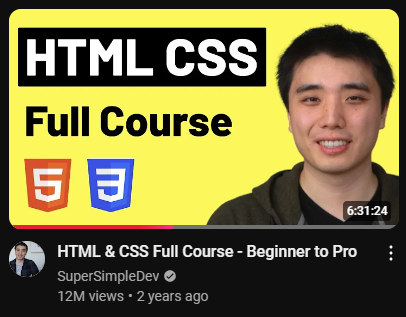 HTML CSS
Full Course
5
3
6:31:24
HTML & CSS Full Course - Beginner to Pro
SuperSimpleDev
12M views • 2 years ago